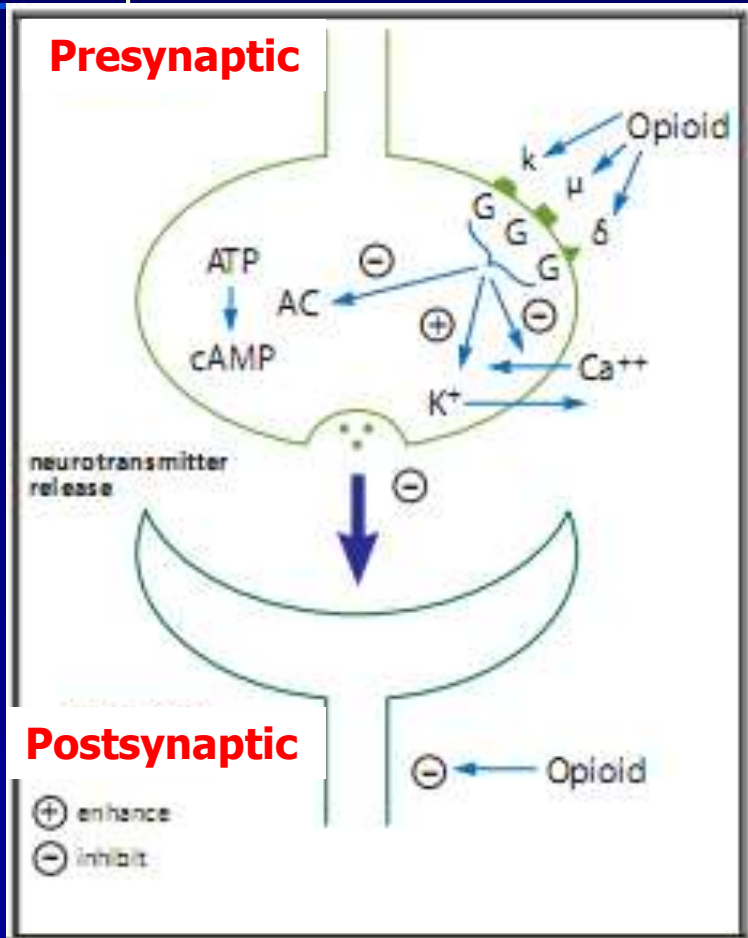 Presynaptic
Opioid
k
μ
G
G
δ
G
ATP
⊖
AC
⊕
⊖
cAMP
Ca++
K+
neurotransmitter
release
⊖
Postsynaptic
⊖
Opioid
⊕ enhance
⊖ inhibit